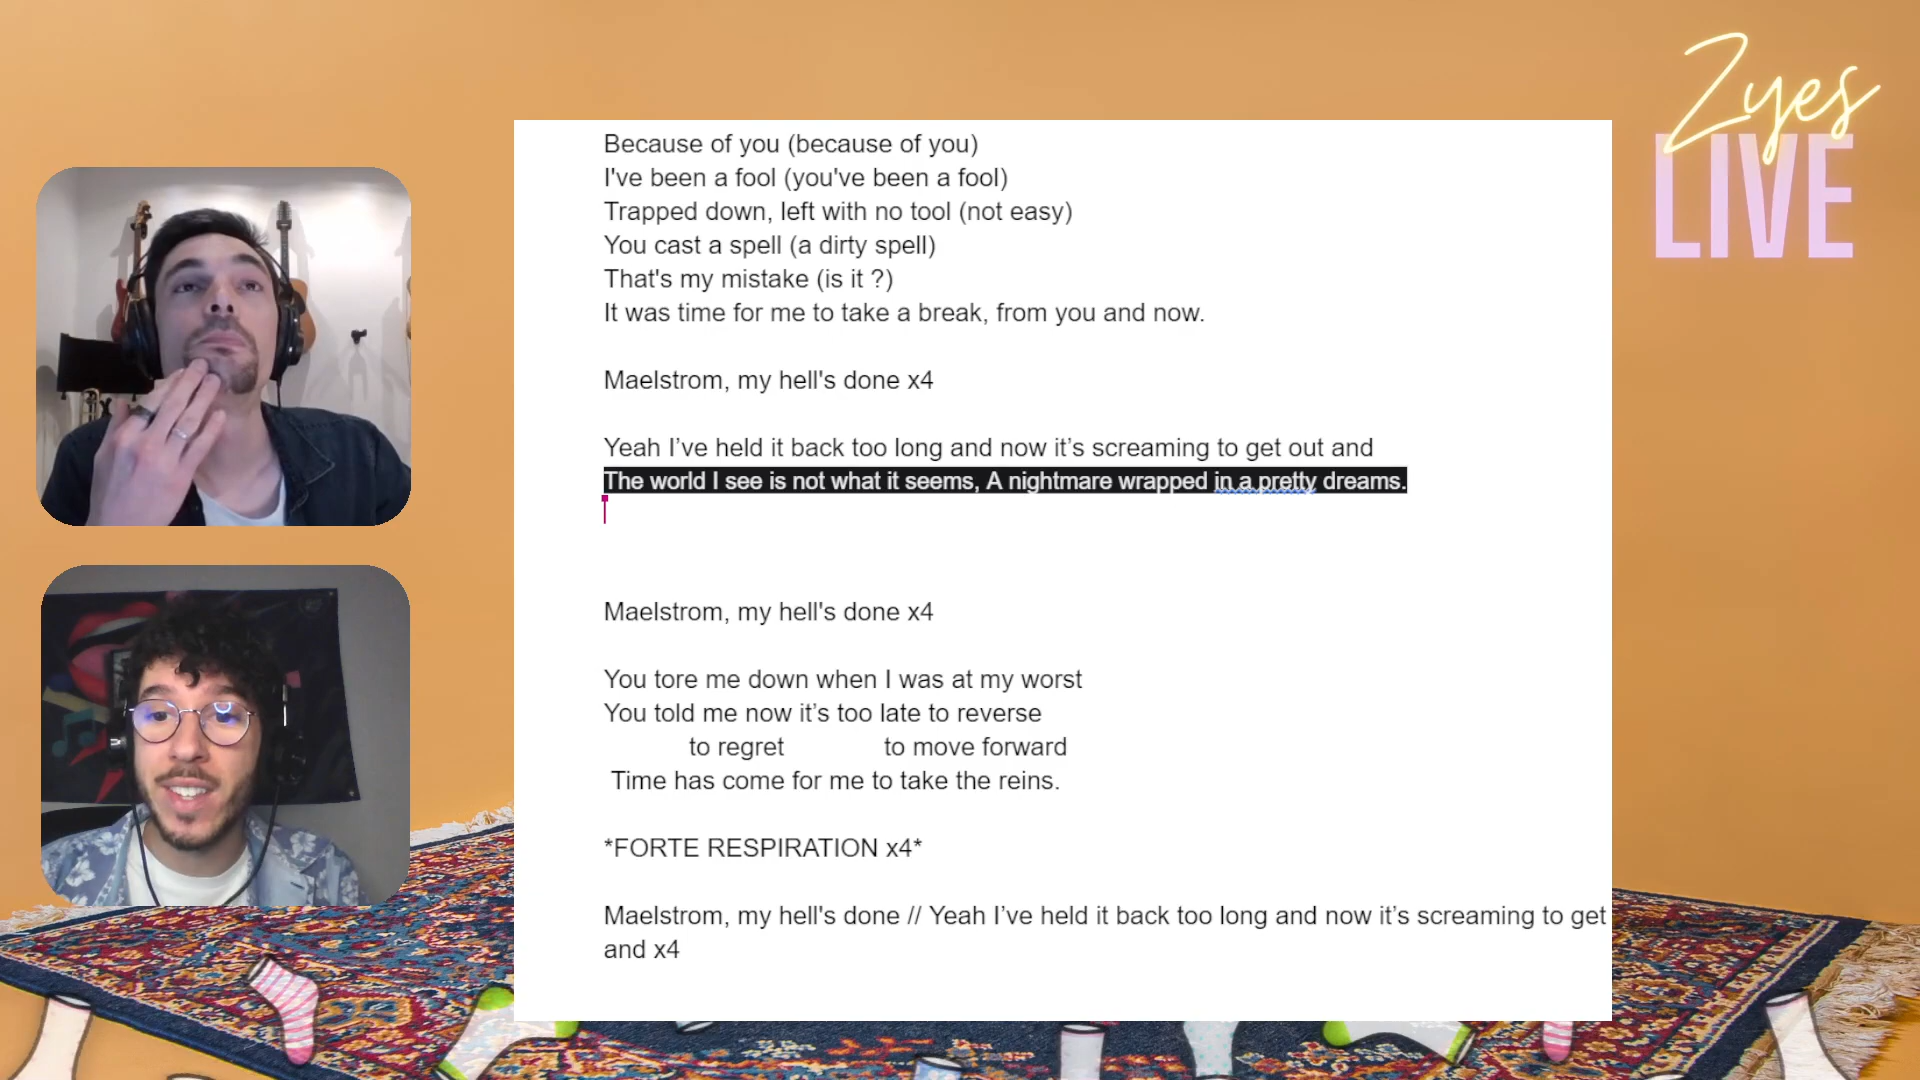 Zyes
LIVE
Because of you (because of you)
I've been a fool (you've been a fool)
Trapped down, left with no tool (not easy)
You cast a spell (a dirty spell)
That's my mistake (is it ?)
It was time for me to take a break, from you and now.
Maelstrom, my hell's done x4
Yeah I’ve held it back too long and now it’s screaming to get out and
The world I see is not what it seems, A nightmare wrapped in a pretty dreams.
Maelstrom, my hell's done x4
You tore me down when I was at my worst
You told me now it’s too late to reverse
to regret to move forward
Time has come for me to take the reins.
*FORTE RESPIRATION x4*
Maelstrom, my hell's done // Yeah I’ve held it back too long and now it’s screaming to get
and x4